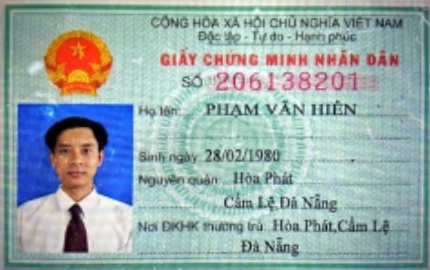 CỘNG HÒA XÃ HỘI CHỦ NGHĨA VIỆT NAM
Độc lập - Tự do - Hạnh phúc
GIẤY CHỨNG MINH NHÂN DÂN
SỐ 206138201
Họ tên: PHẠM VĂN HIÊN
Sinh ngày 28/02/1980
Nguyên quán Hòa Phát
Cẩm Lệ, Đà Nẵng
Nơi ĐKHK thường trú Hòa Phát, Cẩm Lệ
Đà Nẵng